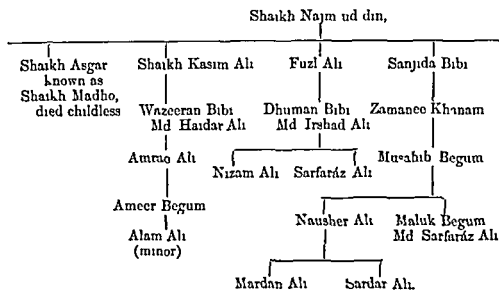 Shaikh Najm ud din,
Shaikh Asgar Shaikh Kasim Ali Fuzl Ali Sanjida Bibi
known as
Shaikh Madho,
died childless
Wazeeran Bibi Dhuman Bibi Zamanee Khanam
Md Haidar Ali Md Irshad Ali
Amrao Ali Nizam Ali Sarfaráz Ali Musahib Begum
Ameer Begum
Nausher Ali Maluk Begum
Md Sarfaráz Ali
Alam Ali
(minor)
Mardan Ali Sardar Ali.